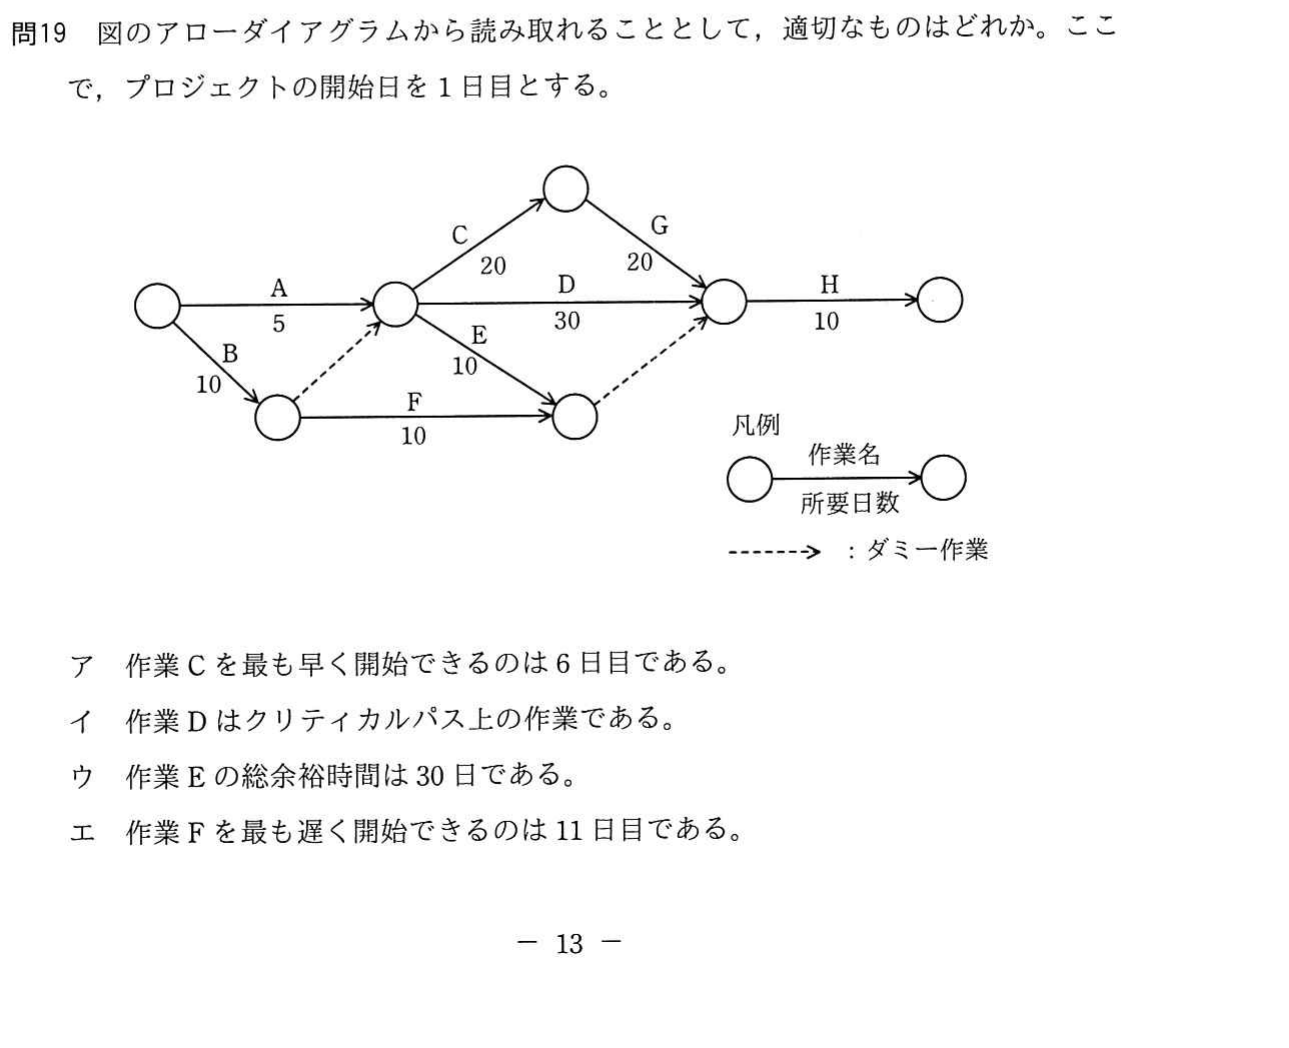 問19　図のアローダイアグラムから読み取れることとして，適切なものはどれか。ここ
で，プロジェクトの開始日を1日目とする。
C
20
G
20
A
5
D
30
H
10
B
10
E
10
F
10
凡例
作業名
所要日数
：ダミー作業
ア　作業Cを最も早く開始できるのは6日目である。
イ　作業Dはクリティカルパス上の作業である。
ウ　作業Eの総余裕時間は30日である。
エ　作業Fを最も遅く開始できるのは11日目である。
－ 13 －